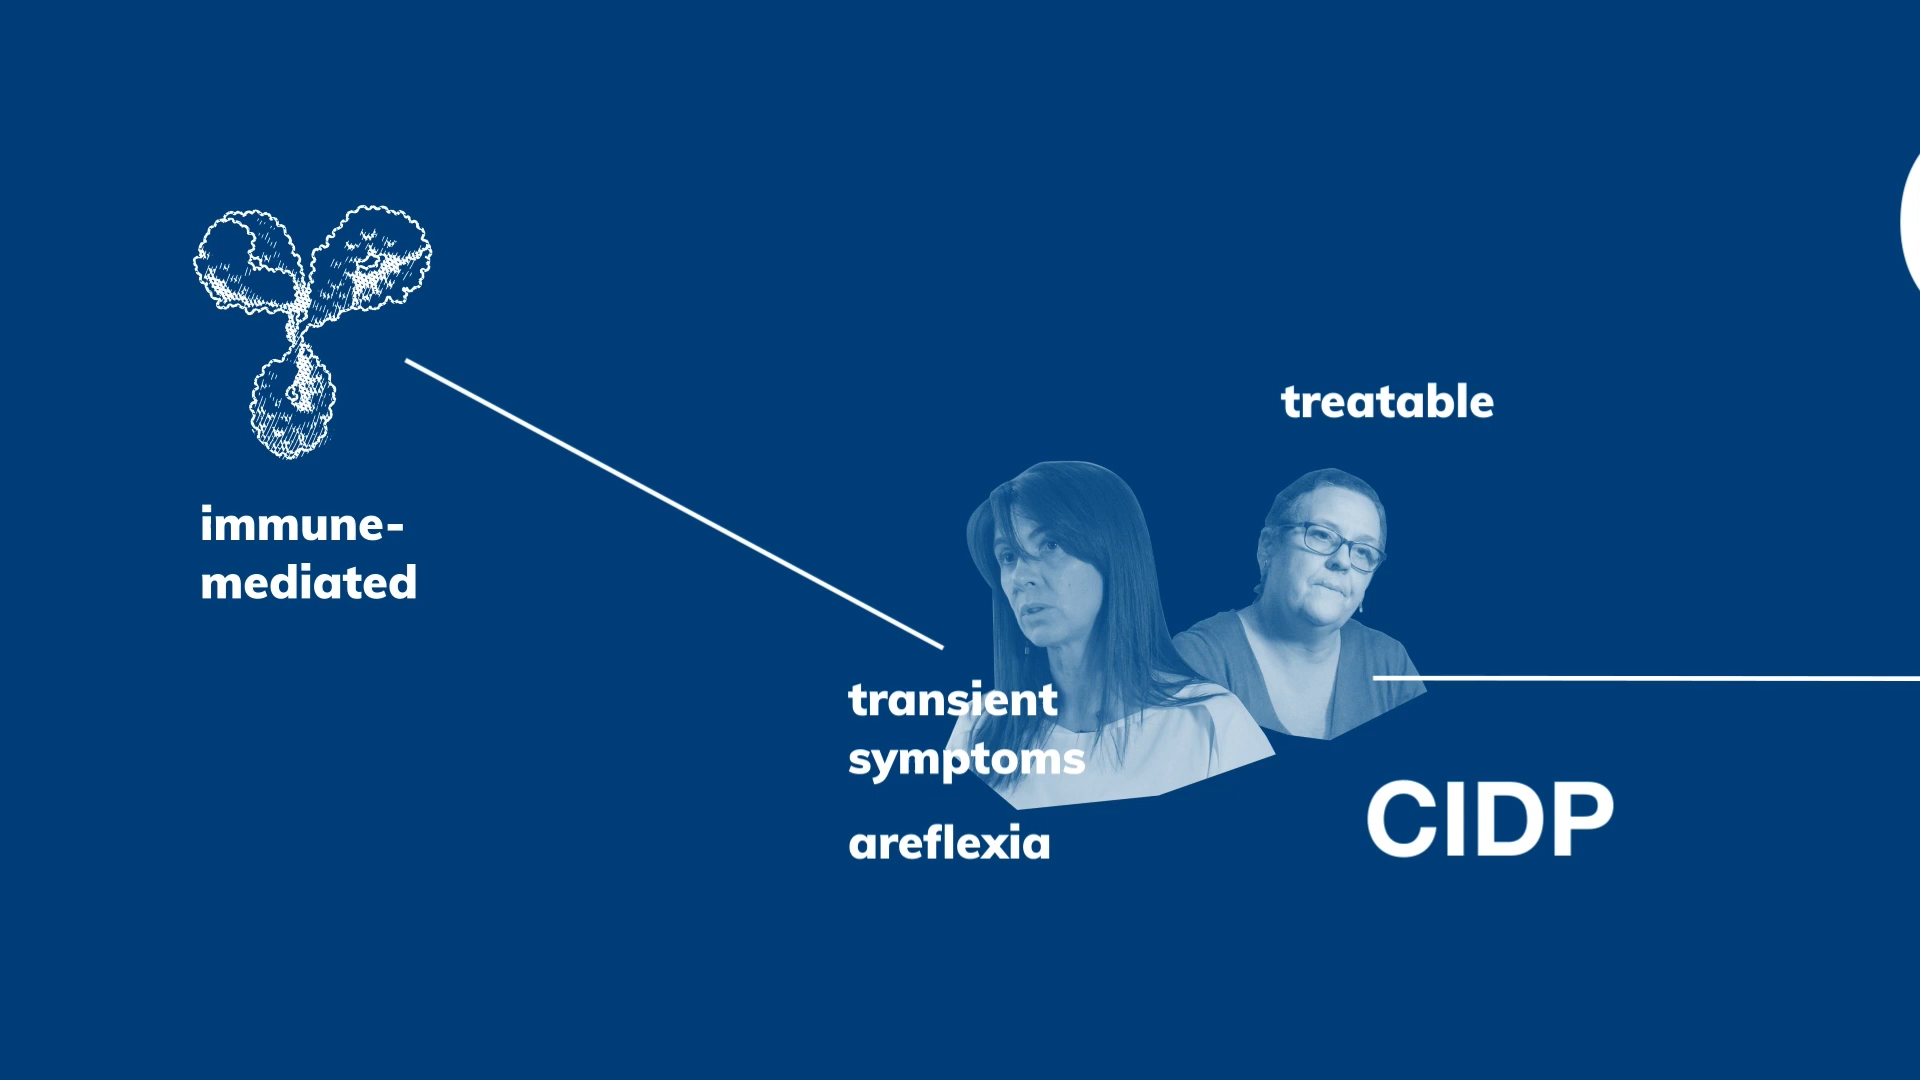 treatable
immune-
mediated
transient
symptoms
areflexia
CIDP